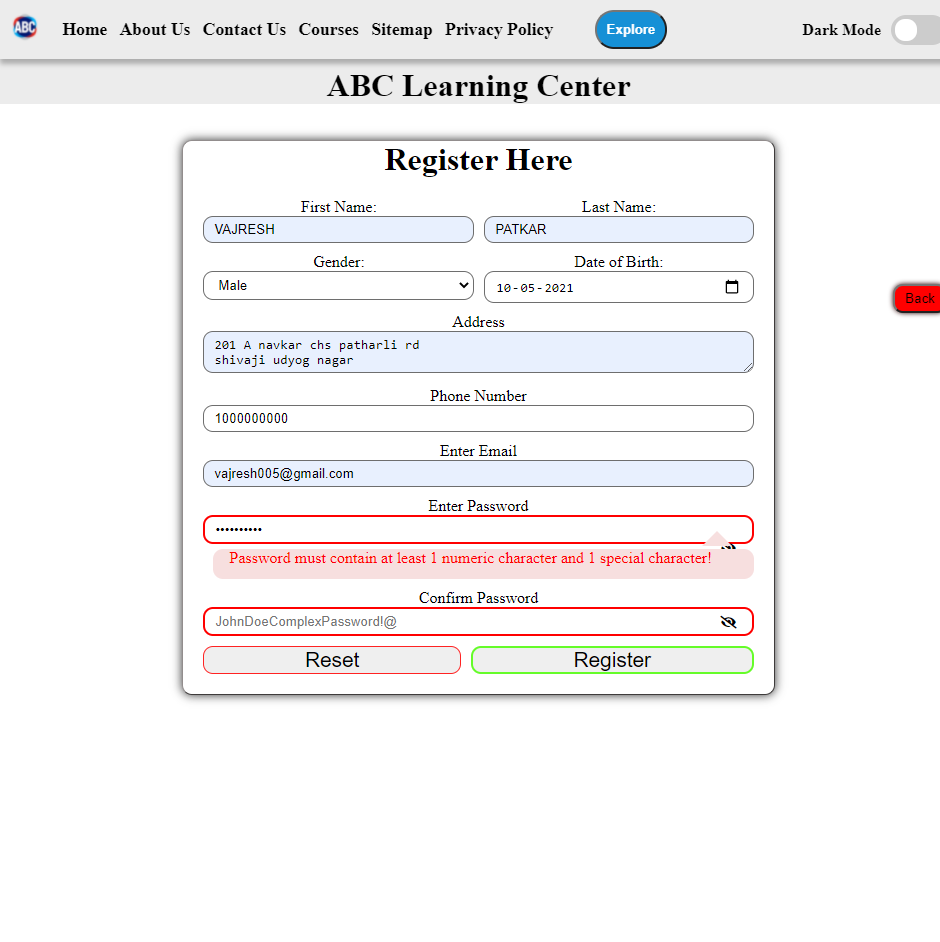 ABC Home About Us Contact Us Courses Sitemap Privacy Policy Explore Dark Mode
ABC Learning Center
Register Here
First Name: Last Name:
VAJRESH PATKAR
Gender: Date of Birth:
Male 10-05-2021
Back
Address
201 A navkar chs patharli rd
shivaji udyog nagar
Phone Number
1000000000
Enter Email
vajresh005@gmail.com
Enter Password
••••••••••
Password must contain at least 1 numeric character and 1 special character!
Confirm Password
JohnDoeComplexPassword!@
Reset Register